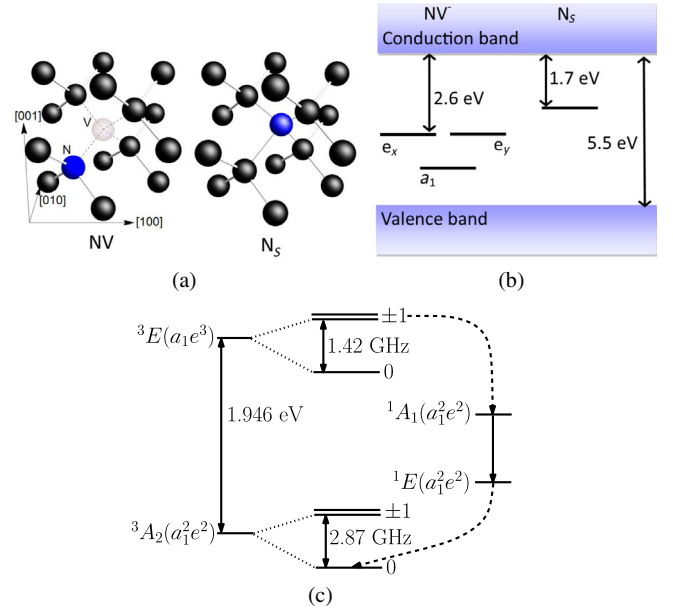 [001]
V
N
[010]
[100]
NV
N_S
(a)
NV⁻
N_S
Conduction band
2.6 eV
1.7 eV
5.5 eV
e_x
e_y
a_1
Valence band
(b)
³E(a₁e³)
±1
1.42 GHz
0
1.946 eV
¹A₁(a₁²e²)
¹E(a₁²e²)
³A₂(a₁²e²)
±1
2.87 GHz
0
(c)